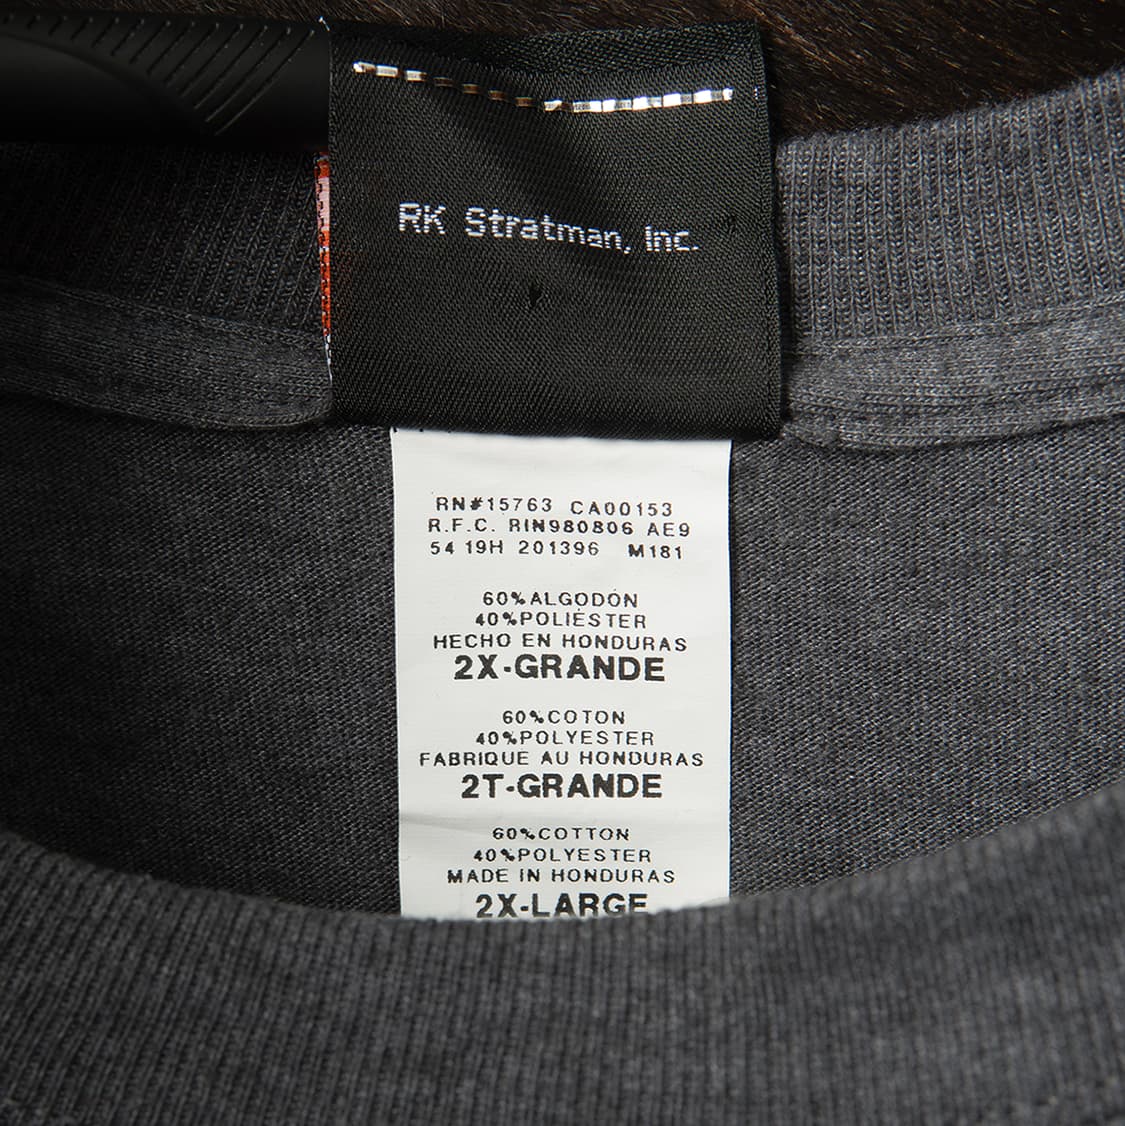 RK Stratman, Inc.
RN#15763 CA00153
R.F.C. RIN980806 AE9
54 19H 201396 M181
60%ALGODÓN
40%POLIÉSTER
HECHO EN HONDURAS
2X-GRANDE
60%COTON
40%POLYESTER
FABRIQUE AU HONDURAS
2T-GRANDE
60%COTTON
40%POLYESTER
MADE IN HONDURAS
2X-LARGE